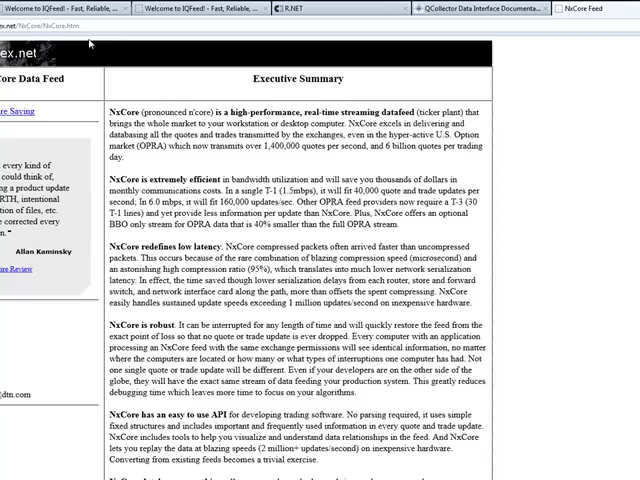 Welcome to IQFeed! - Fast, Reliable, ... × Welcome to IQFeed! - Fast, Reliable, ... × R.NET × QCollector Data Interface Documenta... × NxCore Feed
ex.net/NxCore/NxCore.htm
ex.net
Core Data Feed
Executive Summary
re Saving
every kind of
could think of,
ng a product update
RTH, intentional
tion of files, etc.
e corrected every
n."
Allan Kaminsky
ire Review
@dtn.com
NxCore (pronounced n'core) is a high-performance, real-time streaming datafeed (ticker plant) that
brings the whole market to your workstation or desktop computer. NxCore excels in delivering and
databasing all the quotes and trades transmitted by the exchanges, even in the hyper-active U.S. Option
market (OPRA) which now transmits over 1,400,000 quotes per second, and 6 billion quotes per trading
day.
NxCore is extremely efficient in bandwidth utilization and will save you thousands of dollars in
monthly communications costs. In a single T-1 (1.5mbps), it will fit 40,000 quote and trade updates per
second; In 6.0 mbps, it will fit 160,000 updates/sec. Other OPRA feed providers now require a T-3 (30
T-1 lines) and yet provide less information per update than NxCore. Plus, NxCore offers an optional
BBO only stream for OPRA data that is 40% smaller than the full OPRA stream.
NxCore redefines low latency. NxCore compressed packets often arrived faster than uncompressed
packets. This occurs because of the rare combination of blazing compression speed (microsecond) and
an astonishing high compression ratio (95%), which translates into much lower network serialization
latency. In effect, the time saved though lower serialization delays from each router, store and forward
switch, and network interface card along the path, more than offsets the spent compressing. NxCore
easily handles sustained update speeds exceeding 1 million updates/second on inexpensive hardware.
NxCore is robust. It can be interrupted for any length of time and will quickly restore the feed from the
exact point of loss so that no quote or trade update is ever dropped. Every computer with an application
processing an NxCore feed with the same exchange permissions will see identical information, no matter
where the computers are located or how many or what types of interruptions one computer has had. Not
one single quote or trade update will be different. Even if your developers are on the other side of the
globe, they will have the exact same stream of data feeding your production system. This greatly reduces
debugging time which leaves more time to focus on your algorithms.
NxCore has an easy to use API for developing trading software. No parsing required, it uses simple
fixed structures and includes important and frequently used information in every quote and trade update.
NxCore includes tools to help you visualize and understand data relationships in the feed. And NxCore
lets you replay the data at blazing speeds (2 million+ updates/second) on inexpensive hardware.
Converting from existing feeds becomes a trivial exercise.